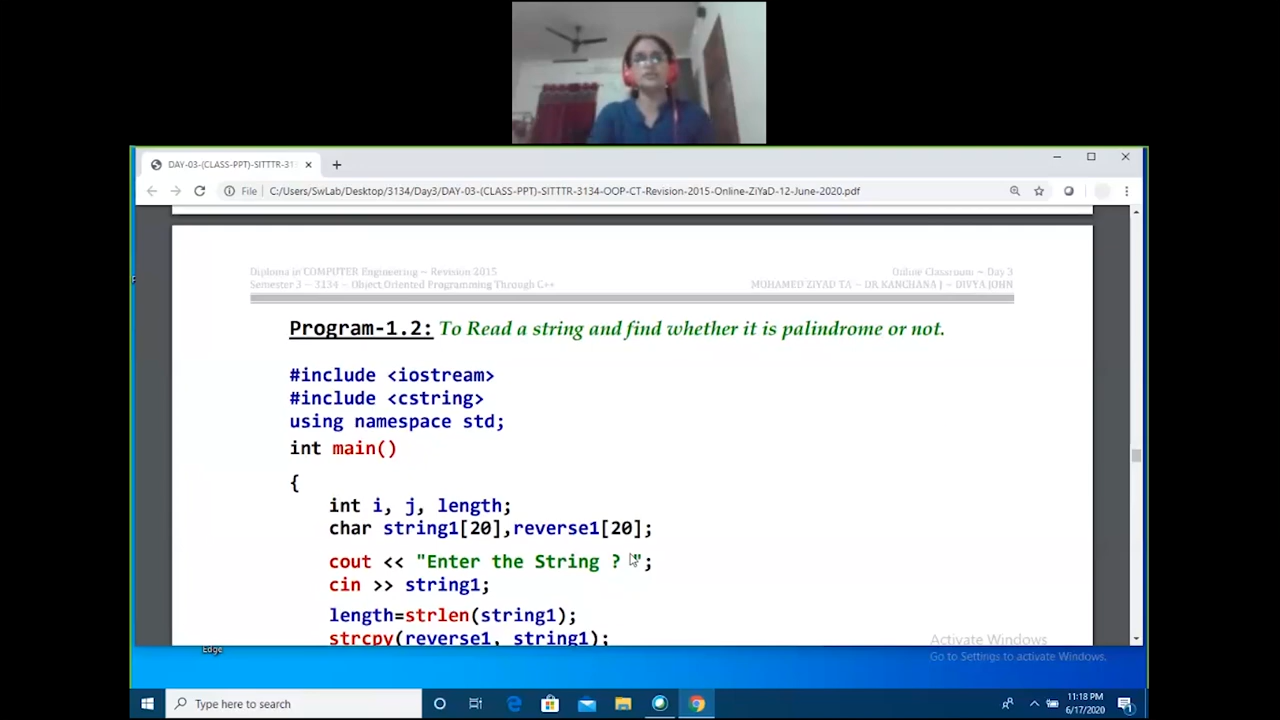 DAY-03-(CLASS-PPT)-SITTTR-313
File C:/Users/SwLab/Desktop/3134/Day3/DAY-03-(CLASS-PPT)-SITTTR-3134-OOP-CT-Revision-2015-Online-ZiYaD-12-June-2020.pdf
Diploma in COMPUTER Engineering ~ Revision 2015
Online Classroom ~ Day 3
Semester 3 ~ 3134 ~ Object Oriented Programming Through C++
MOHAMED ZIYAD TA ~ DR KANCHANA J ~ DIVYA JOHN
Program-1.2: To Read a string and find whether it is palindrome or not.
#include <iostream>
#include <cstring>
using namespace std;
int main()
{
int i, j, length;
char string1[20],reverse1[20];
cout << "Enter the String ? ";
cin >> string1;
length=strlen(string1);
strcpy(reverse1, string1);
Edge
Activate Windows
Go to Settings to activate Windows.
Type here to search
11:18 PM
6/17/2020
1